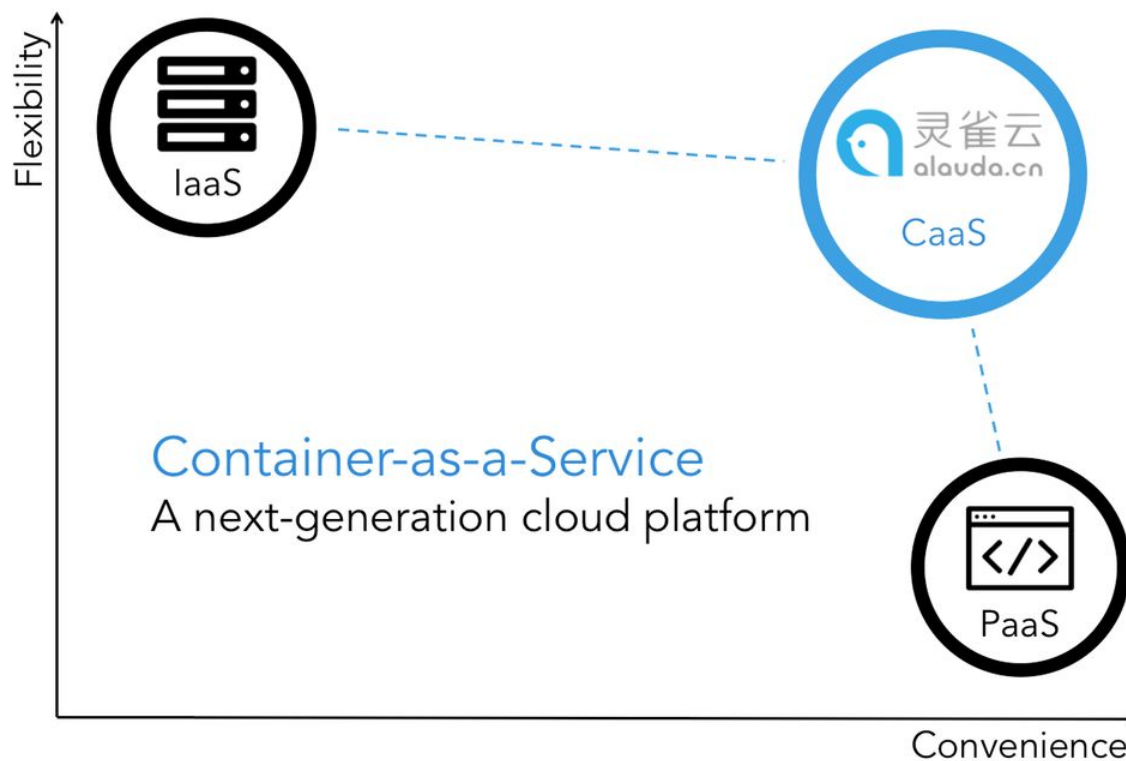 Flexibility
IaaS
灵雀云
alauda.cn
CaaS
Container-as-a-Service
A next-generation cloud platform
</>
PaaS
Convenience